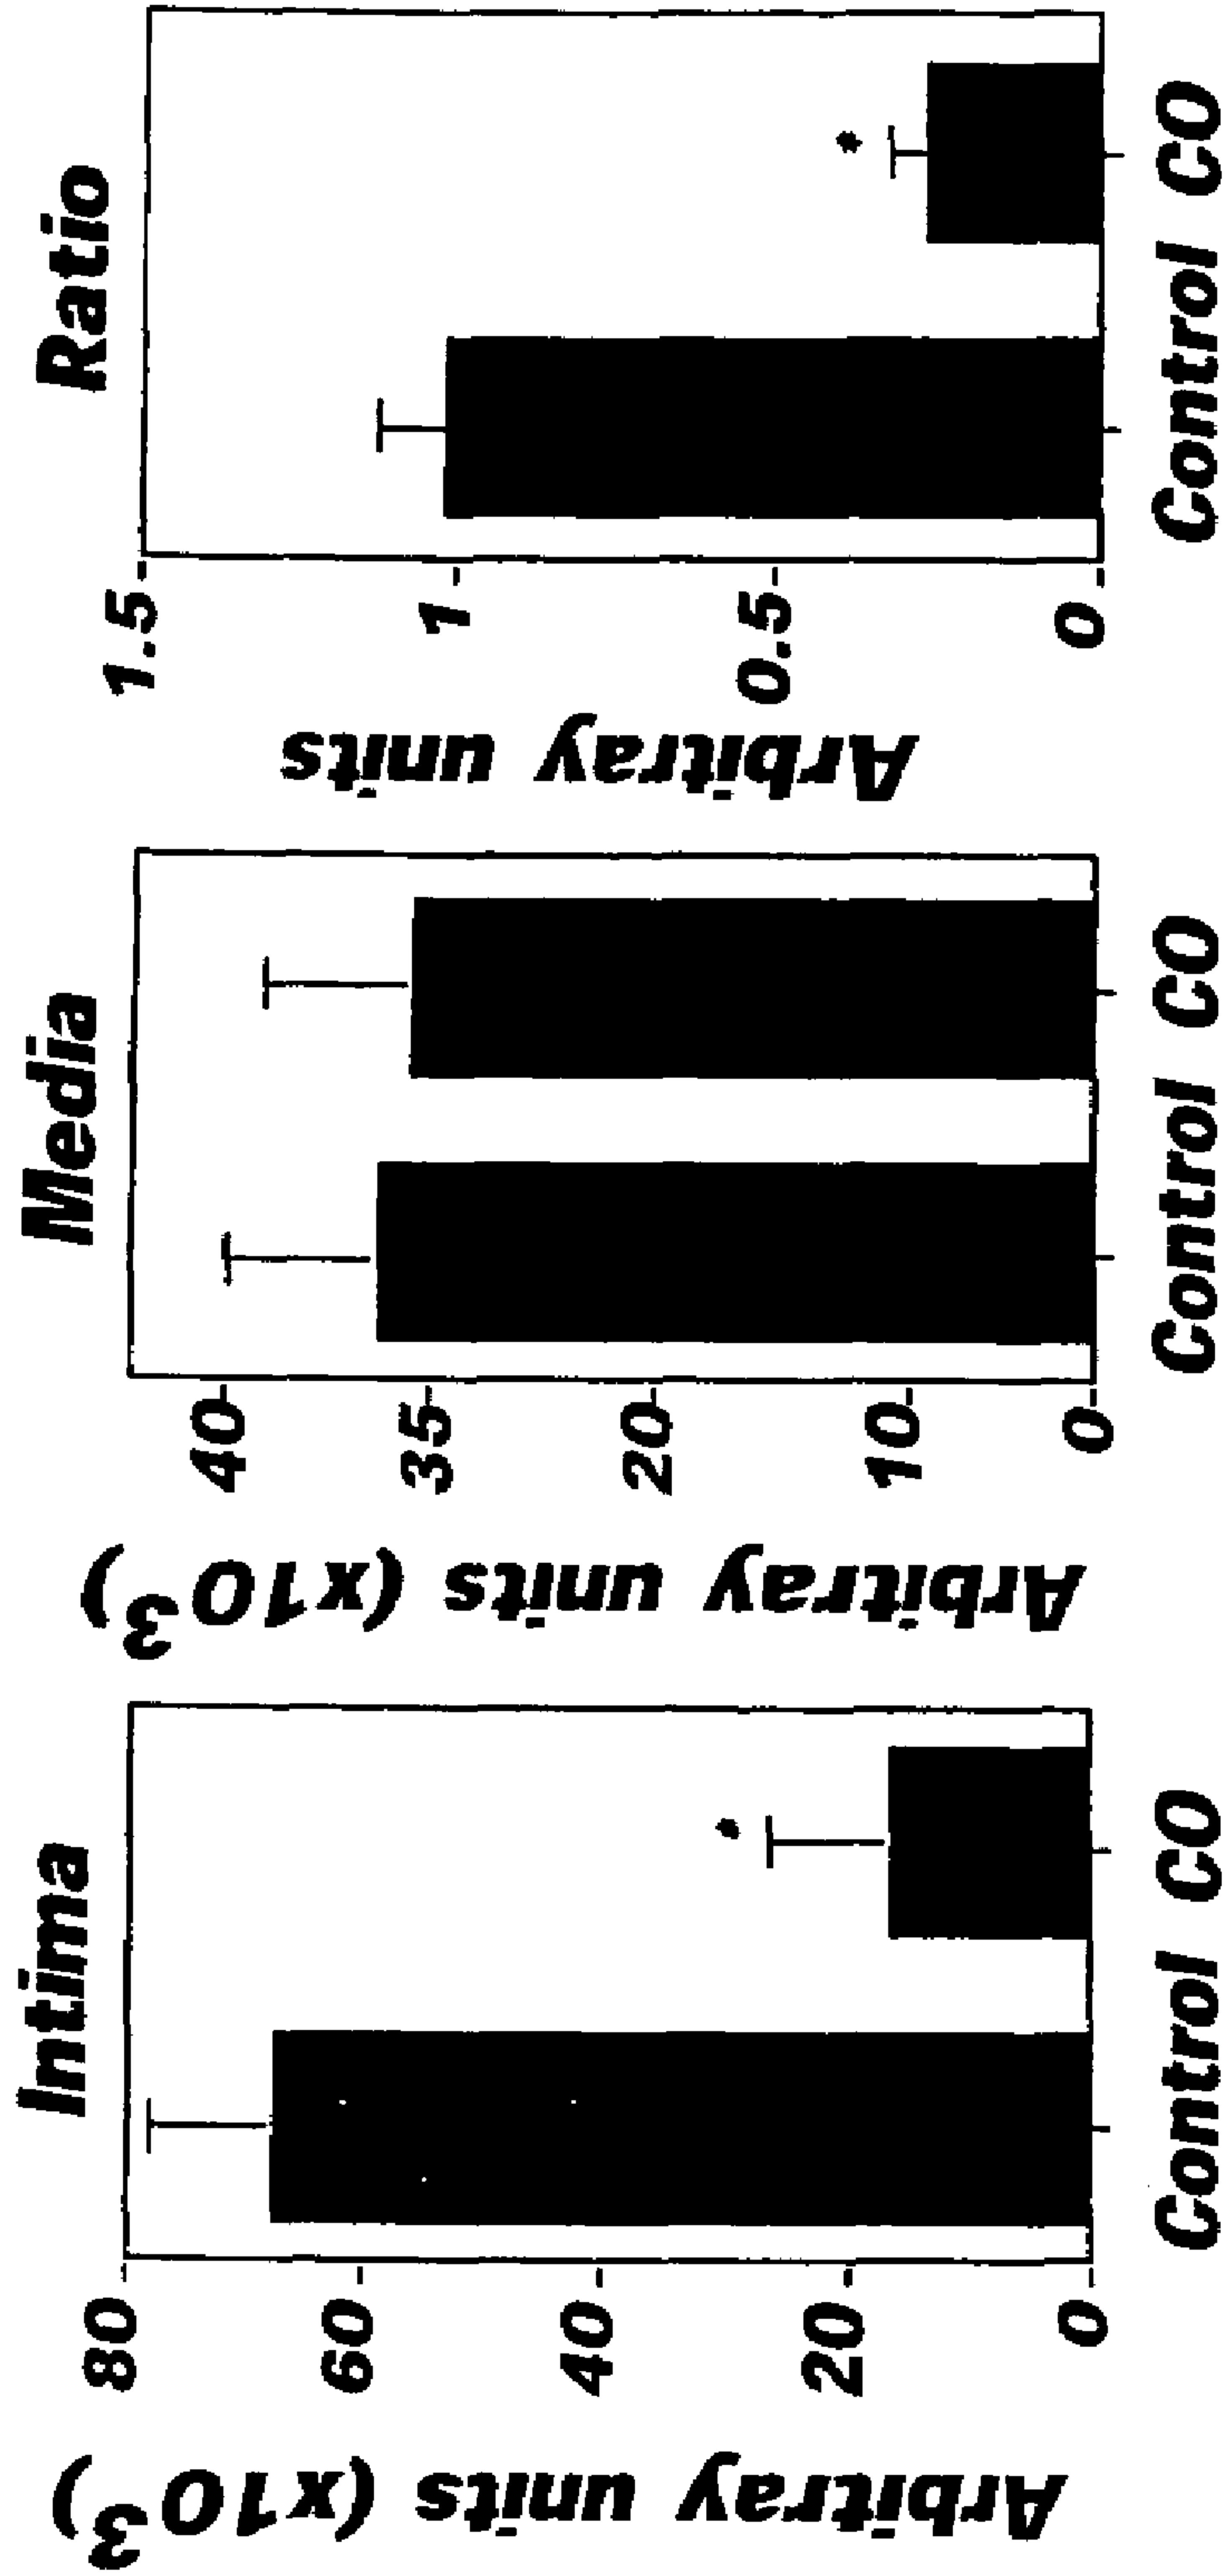 Intima
Arbitray units (x10³)
80
60
40
20
0
Control CO
*
Media
Arbitray units (x10³)
40
35
20
10
0
Control CO
Ratio
Arbitray units
1.5
1
0.5
0
Control CO
*